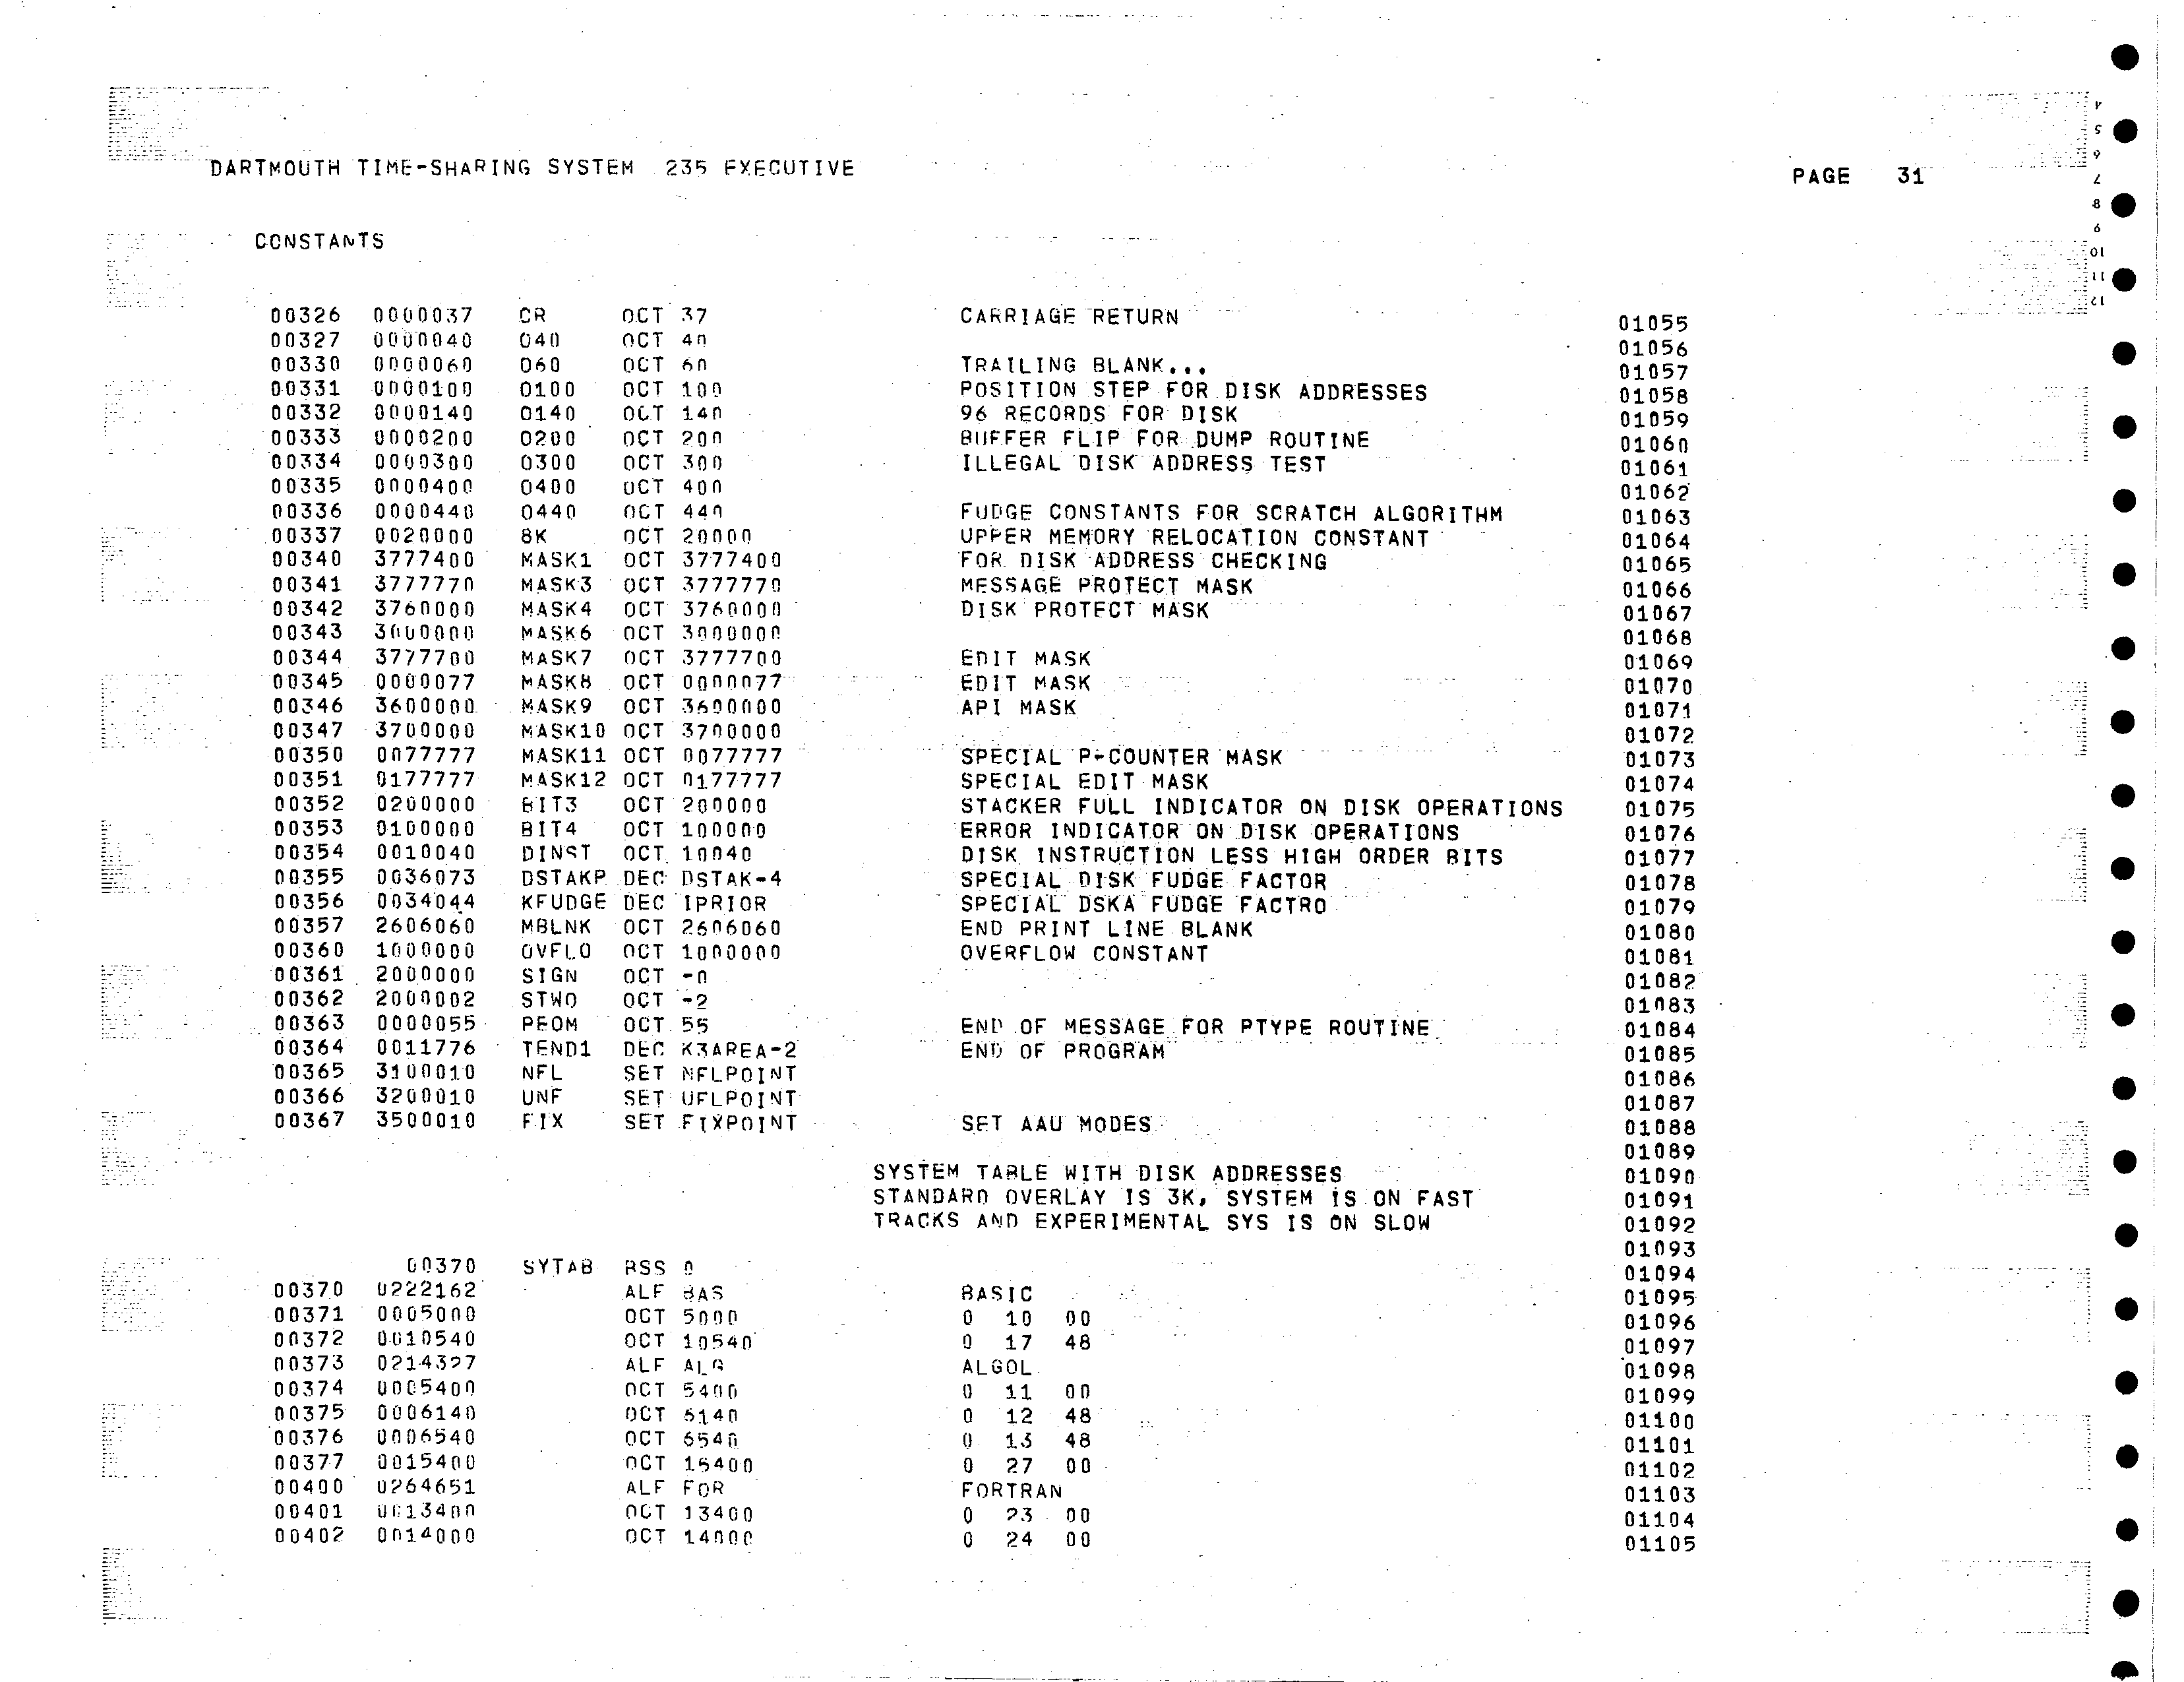 DARTMOUTH TIME-SHARING SYSTEM 235 EXECUTIVE PAGE 31
CONSTANTS
00326 0000037 CR OCT 37 CARRIAGE RETURN 01055
00327 0000040 O40 OCT 40 01056
00330 0000060 O60 OCT 60 TRAILING BLANK... 01057
00331 0000100 O100 OCT 100 POSITION STEP FOR DISK ADDRESSES 01058
00332 0000140 O140 OCT 140 96 RECORDS FOR DISK 01059
00333 0000200 O200 OCT 200 BUFFER FLIP FOR DUMP ROUTINE 01060
00334 0000300 O300 OCT 300 ILLEGAL DISK ADDRESS TEST 01061
00335 0000400 O400 OCT 400 01062
00336 0000440 O440 OCT 440 FUDGE CONSTANTS FOR SCRATCH ALGORITHM 01063
00337 0020000 8K OCT 20000 UPPER MEMORY RELOCATION CONSTANT 01064
00340 3777400 MASK1 OCT 3777400 FOR DISK ADDRESS CHECKING 01065
00341 3777770 MASK3 OCT 3777770 MESSAGE PROTECT MASK 01066
00342 3760000 MASK4 OCT 3760000 DISK PROTECT MASK 01067
00343 3000000 MASK6 OCT 3000000 01068
00344 3777700 MASK7 OCT 3777700 EDIT MASK 01069
00345 0000077 MASK8 OCT 0000077 EDIT MASK 01070
00346 3600000 MASK9 OCT 3600000 API MASK 01071
00347 3700000 MASK10 OCT 3700000 01072
00350 0077777 MASK11 OCT 0077777 SPECIAL P-COUNTER MASK 01073
00351 0177777 MASK12 OCT 0177777 SPECIAL EDIT MASK 01074
00352 0200000 BIT3 OCT 200000 STACKER FULL INDICATOR ON DISK OPERATIONS 01075
00353 0100000 BIT4 OCT 100000 ERROR INDICATOR ON DISK OPERATIONS 01076
00354 0010040 DINST OCT 10040 DISK INSTRUCTION LESS HIGH ORDER BITS 01077
00355 0036073 DSTAKP DEC DSTAK-4 SPECIAL DISK FUDGE FACTOR 01078
00356 0034044 KFUDGE DEC IPRIOR SPECIAL DSKA FUDGE FACTRO 01079
00357 2606060 MBLNK OCT 2606060 END PRINT LINE BLANK 01080
00360 1000000 OVFLO OCT 1000000 OVERFLOW CONSTANT 01081
00361 2000000 SIGN OCT -0 01082
00362 2000002 STWO OCT -2 01083
00363 0000055 PEOM OCT 55 END OF MESSAGE FOR PTYPE ROUTINE 01084
00364 0011776 TEND1 DEC K3AREA-2 END OF PROGRAM 01085
00365 3100010 NFL SET NFLPOINT 01086
00366 3200010 UNF SET UFLPOINT 01087
00367 3500010 FIX SET FIXPOINT SET AAU MODES 01088
01089
SYSTEM TABLE WITH DISK ADDRESSES 01090
STANDARD OVERLAY IS 3K, SYSTEM IS ON FAST 01091
TRACKS AND EXPERIMENTAL SYS IS ON SLOW 01092
01093
00370 SYTAB BSS 0 01094
00370 0222162 ALF BAS BASIC 01095
00371 0005000 OCT 5000 0 10 00 01096
00372 0010540 OCT 10540 0 17 48 01097
00373 0214327 ALF ALG ALGOL 01098
00374 0005400 OCT 5400 0 11 00 01099
00375 0006140 OCT 6140 0 12 48 01100
00376 0006540 OCT 6540 0 13 48 01101
00377 0015400 OCT 15400 0 27 00 01102
00400 0264651 ALF FOR FORTRAN 01103
00401 0013400 OCT 13400 0 23 00 01104
00402 0014000 OCT 14000 0 24 00 01105
4
5
6
7
8
9
10
11
12